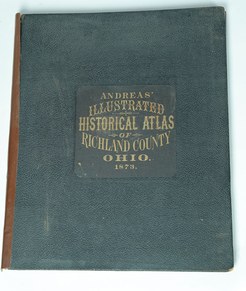 ANDREAS'
ILLUSTRATED
HISTORICAL ATLAS
OF
RICHLAND COUNTY
OHIO.
1873.